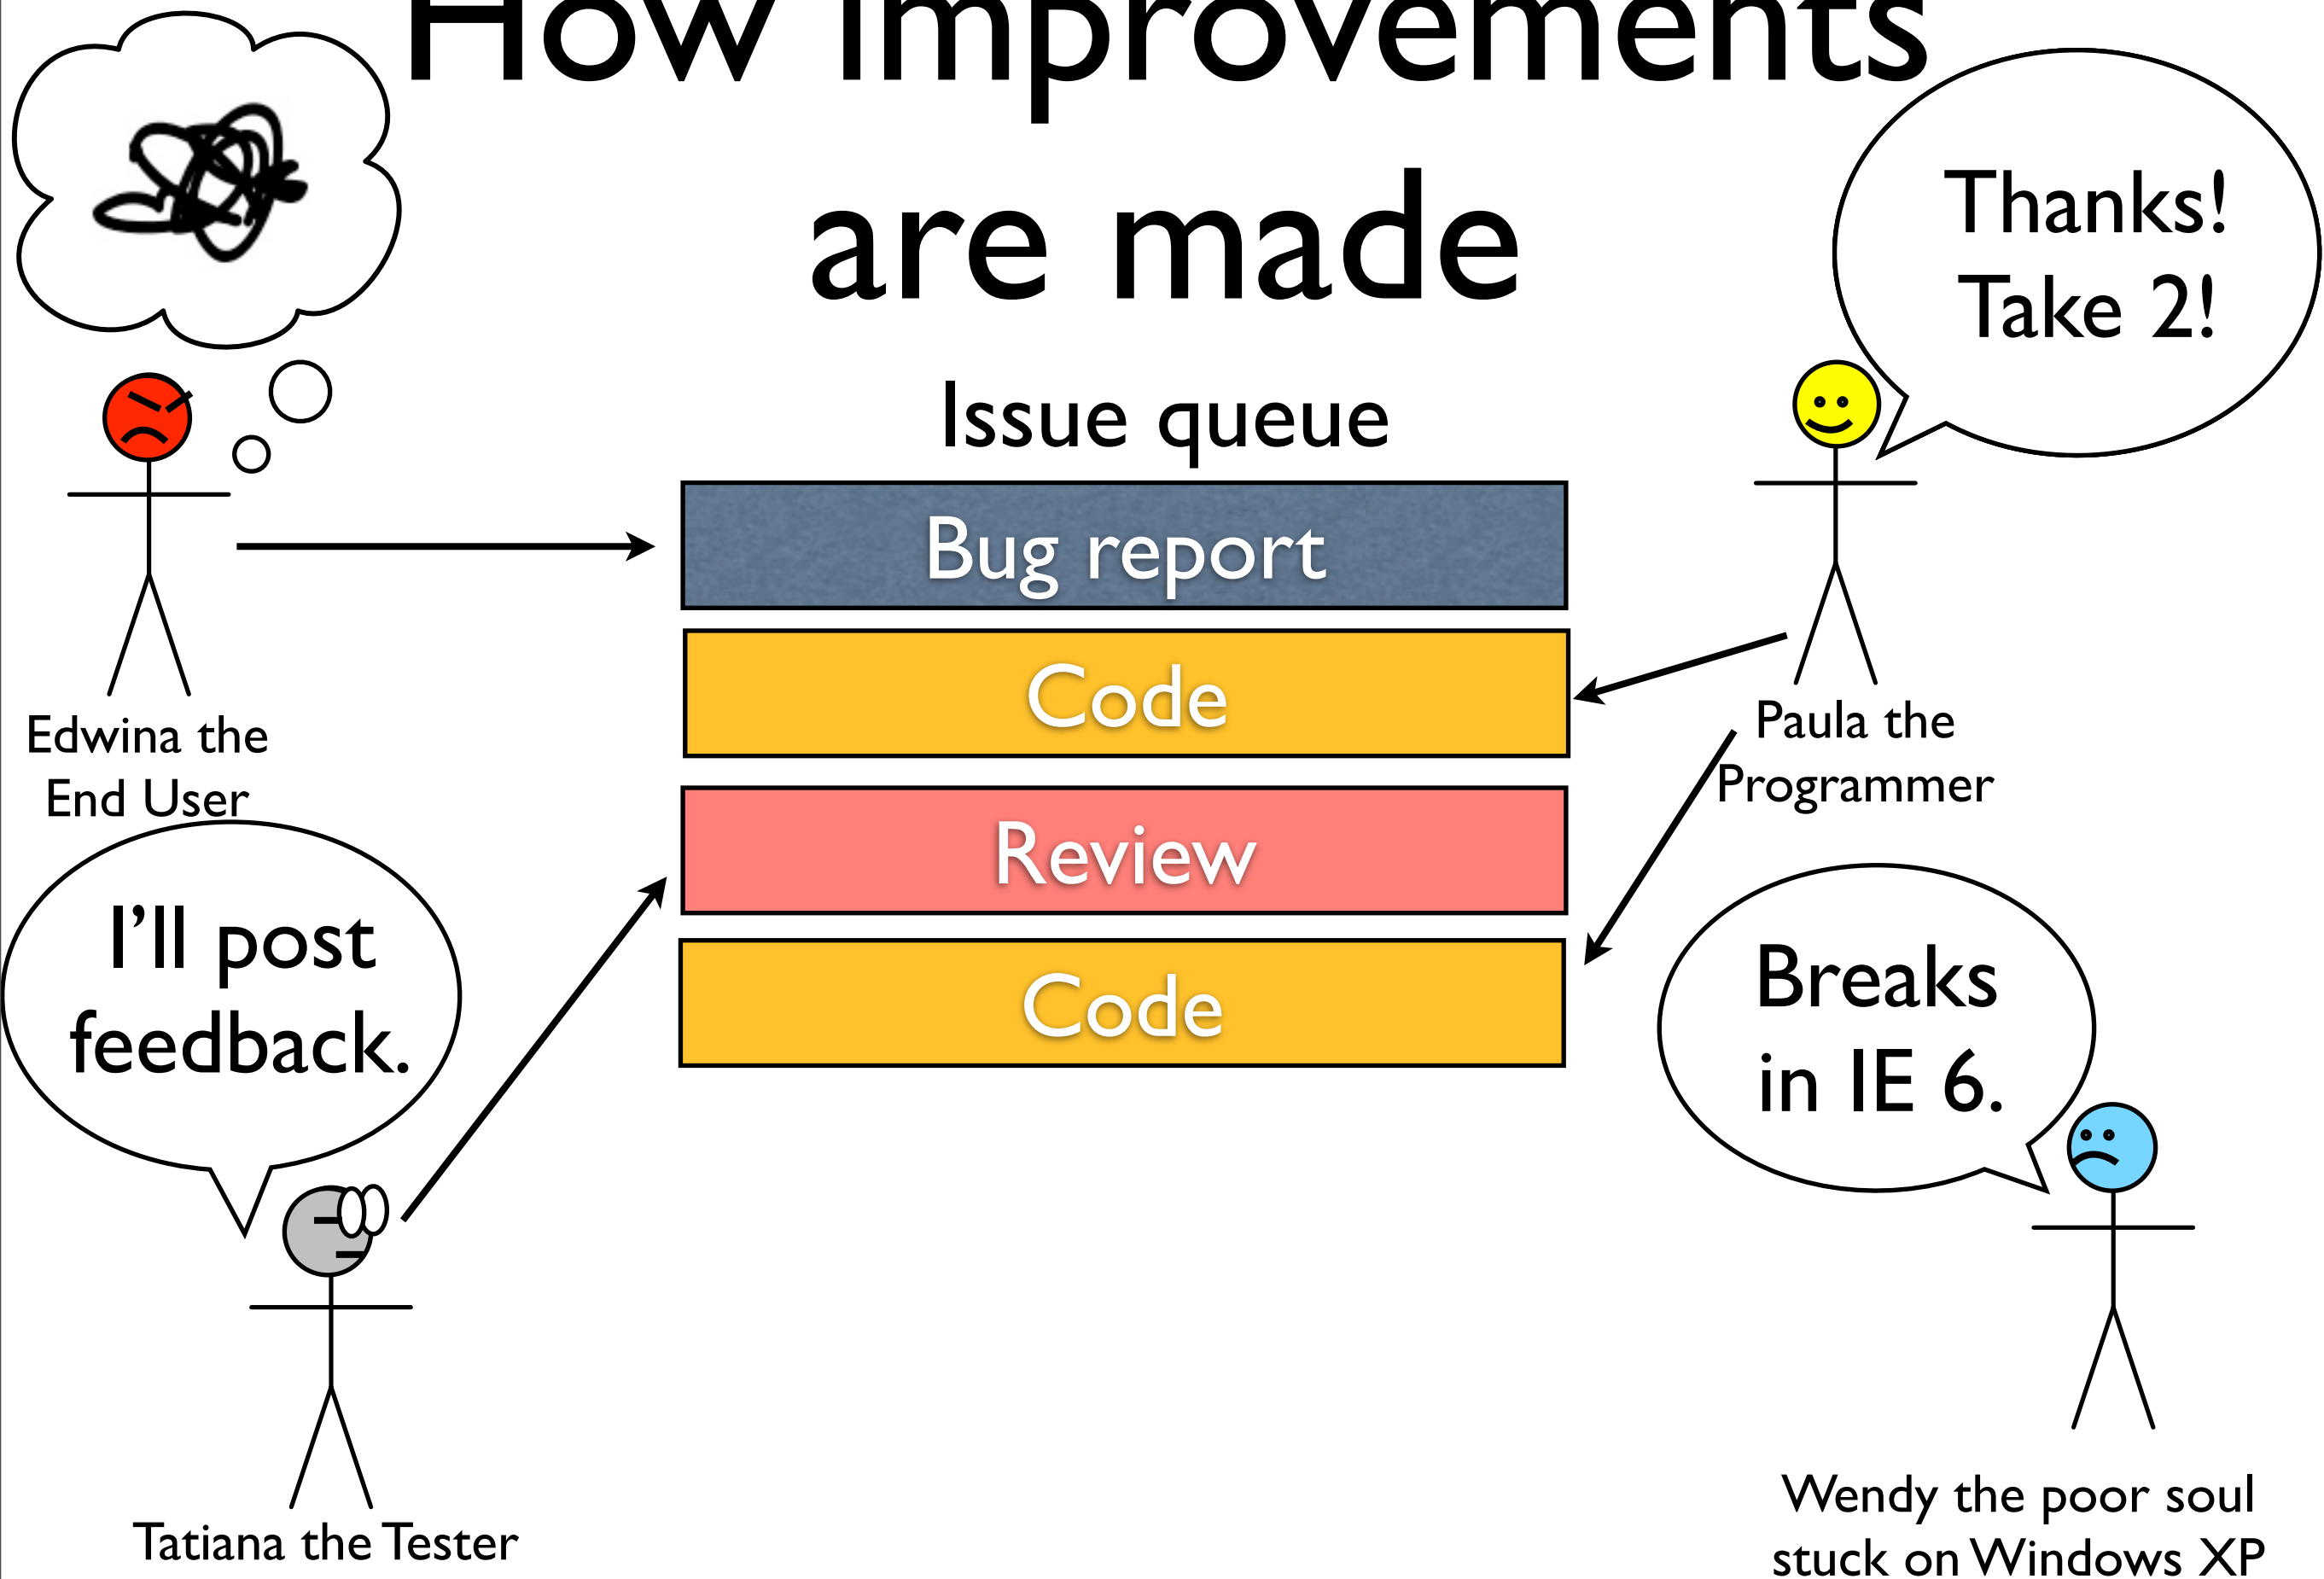 How improvements
are made
Thanks!
Take 2!
Issue queue
Bug report
Code
Review
Code
Edwina the
End User
Paula the
Programmer
I'll post
feedback.
Breaks
in IE 6.
Tatiana the Tester
Wendy the poor soul
stuck on Windows XP